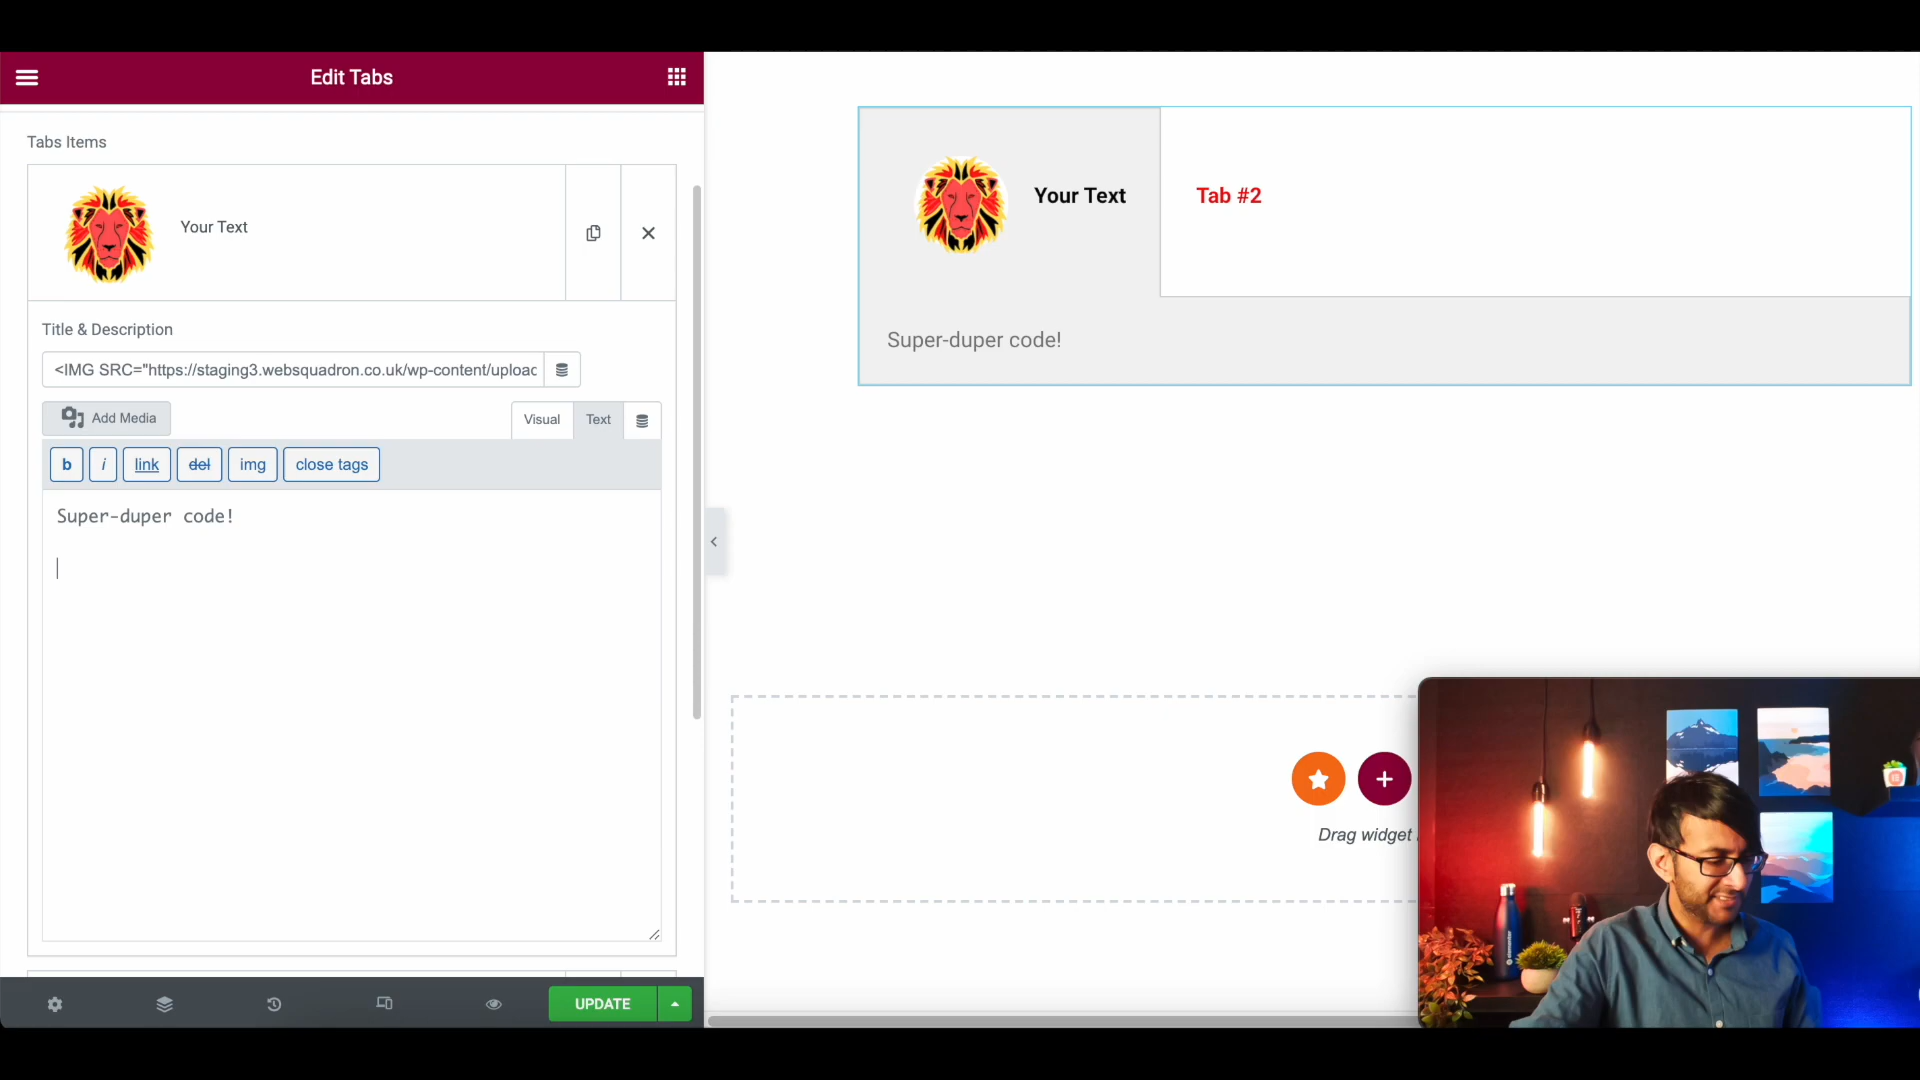 Edit Tabs
Tabs Items
Your Text
Title & Description
<IMG SRC="https://staging3.websquadron.co.uk/wp-content/uploac
Add Media
Visual
Text
b
i
link
del
img
close tags
Super-duper code!
UPDATE
Your Text
Tab #2
Super-duper code!
Drag widget